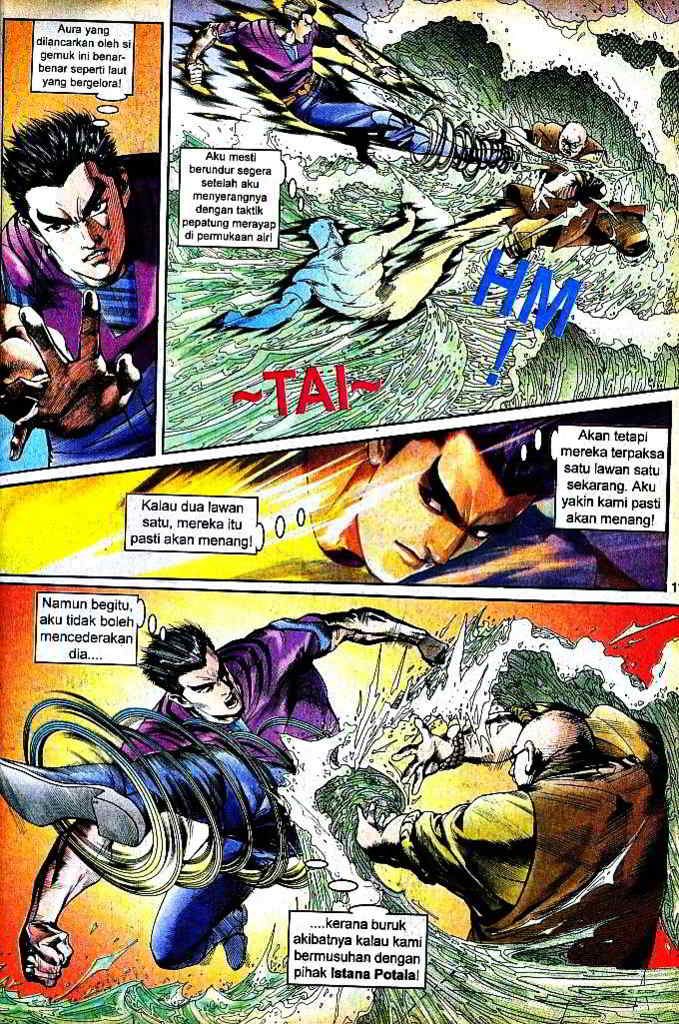 Aura yang
dilancarkan oleh si
gemuk ini benar-
benar seperti laut
yang bergelora!
Aku mesti
berundur segera
setelah aku
menyerangnya
dengan taktik
pepatung merayap
di permukaan air!
HM
!
~TAI~
Kalau dua lawan
satu, mereka itu
pasti akan menang!
Akan tetapi
mereka terpaksa
satu lawan satu
sekarang. Aku
yakin kami pasti
akan menang!
Namun begitu,
aku tidak boleh
mencederakan
dia....
....kerana buruk
akibatnya kalau kami
bermusuhan dengan
pihak Istana Potala!